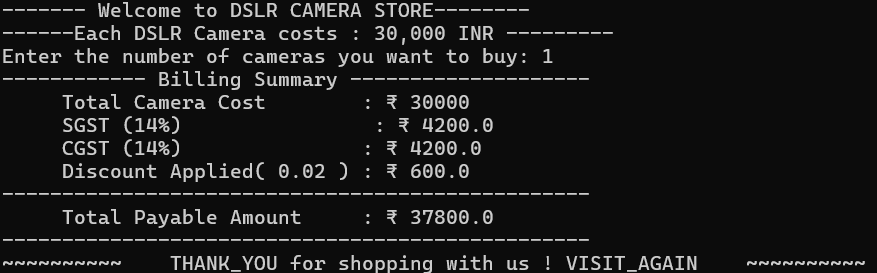 ------- Welcome to DSLR CAMERA STORE--------
------Each DSLR Camera costs : 30,000 INR ---------
Enter the number of cameras you want to buy: 1
------------ Billing Summary --------------------
     Total Camera Cost        : ₹ 30000
     SGST (14%)                : ₹ 4200.0
     CGST (14%)               : ₹ 4200.0
     Discount Applied( 0.02 ) : ₹ 600.0
-------------------------------------------------
     Total Payable Amount     : ₹ 37800.0
-------------------------------------------------
~~~~~~~~~~    THANK_YOU for shopping with us ! VISIT_AGAIN    ~~~~~~~~~~